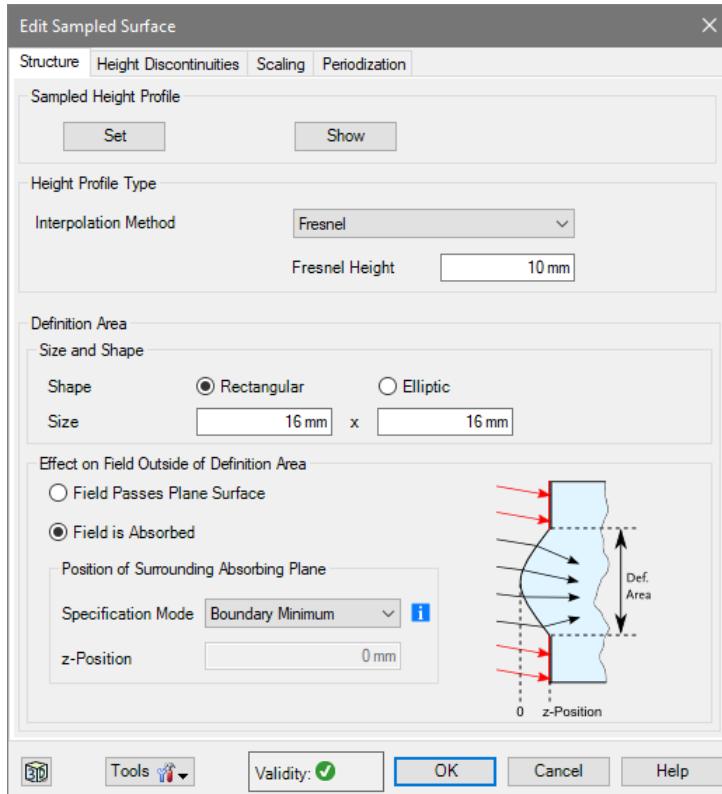 Edit Sampled Surface
Structure Height Discontinuities Scaling Periodization
Sampled Height Profile
Set Show
Height Profile Type
Interpolation Method Fresnel
Fresnel Height 10 mm
Definition Area
Size and Shape
Shape Rectangular Elliptic
Size 16 mm x 16 mm
Effect on Field Outside of Definition Area
Field Passes Plane Surface
Field is Absorbed
Position of Surrounding Absorbing Plane
Specification Mode Boundary Minimum i
z-Position 0 mm
Def.
Area
0 z-Position
3D Tools Validity: OK Cancel Help